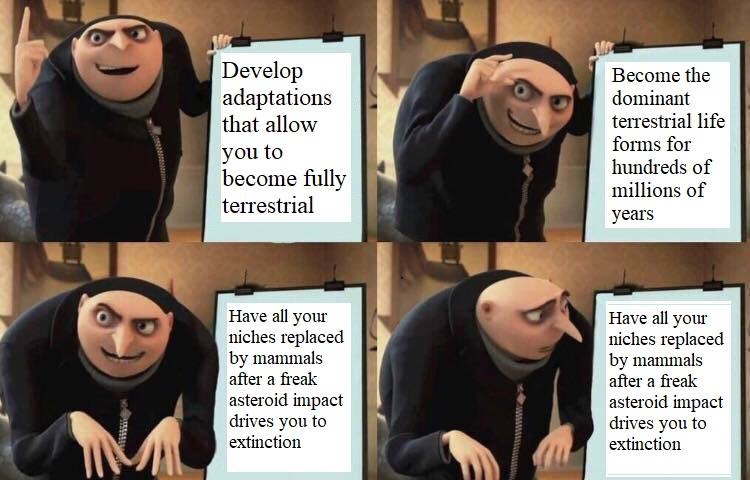 Develop
adaptations
that allow
you to
become fully
terrestrial
Become the
dominant
terrestrial life
forms for
hundreds of
millions of
years
Have all your
niches replaced
by mammals
after a freak
asteroid impact
drives you to
extinction
Have all your
niches replaced
by mammals
after a freak
asteroid impact
drives you to
extinction